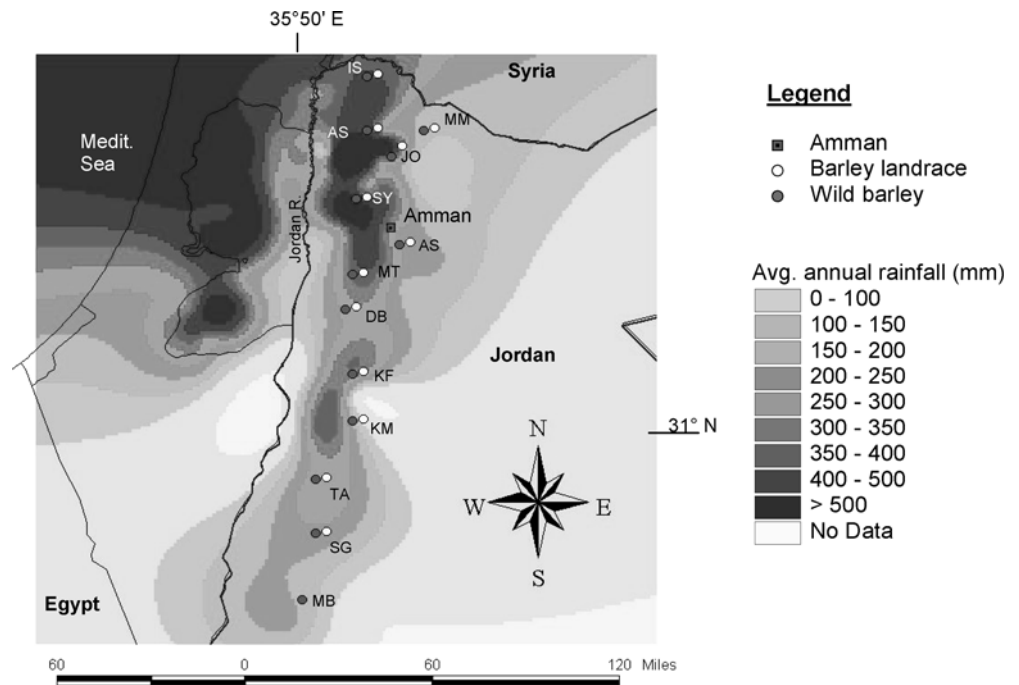 35°50' E
IS
Syria
Medit.
Sea
AS
MM
JO
SY
Jordan R.
Amman
AS
MT
DB
Jordan
KF
KM
31° N
N
W
E
S
TA
SG
MB
Egypt
60
0
60
120
Miles
Legend
Amman
Barley landrace
Wild barley
Avg. annual rainfall (mm)
0 - 100
100 - 150
150 - 200
200 - 250
250 - 300
300 - 350
350 - 400
400 - 500
> 500
No Data